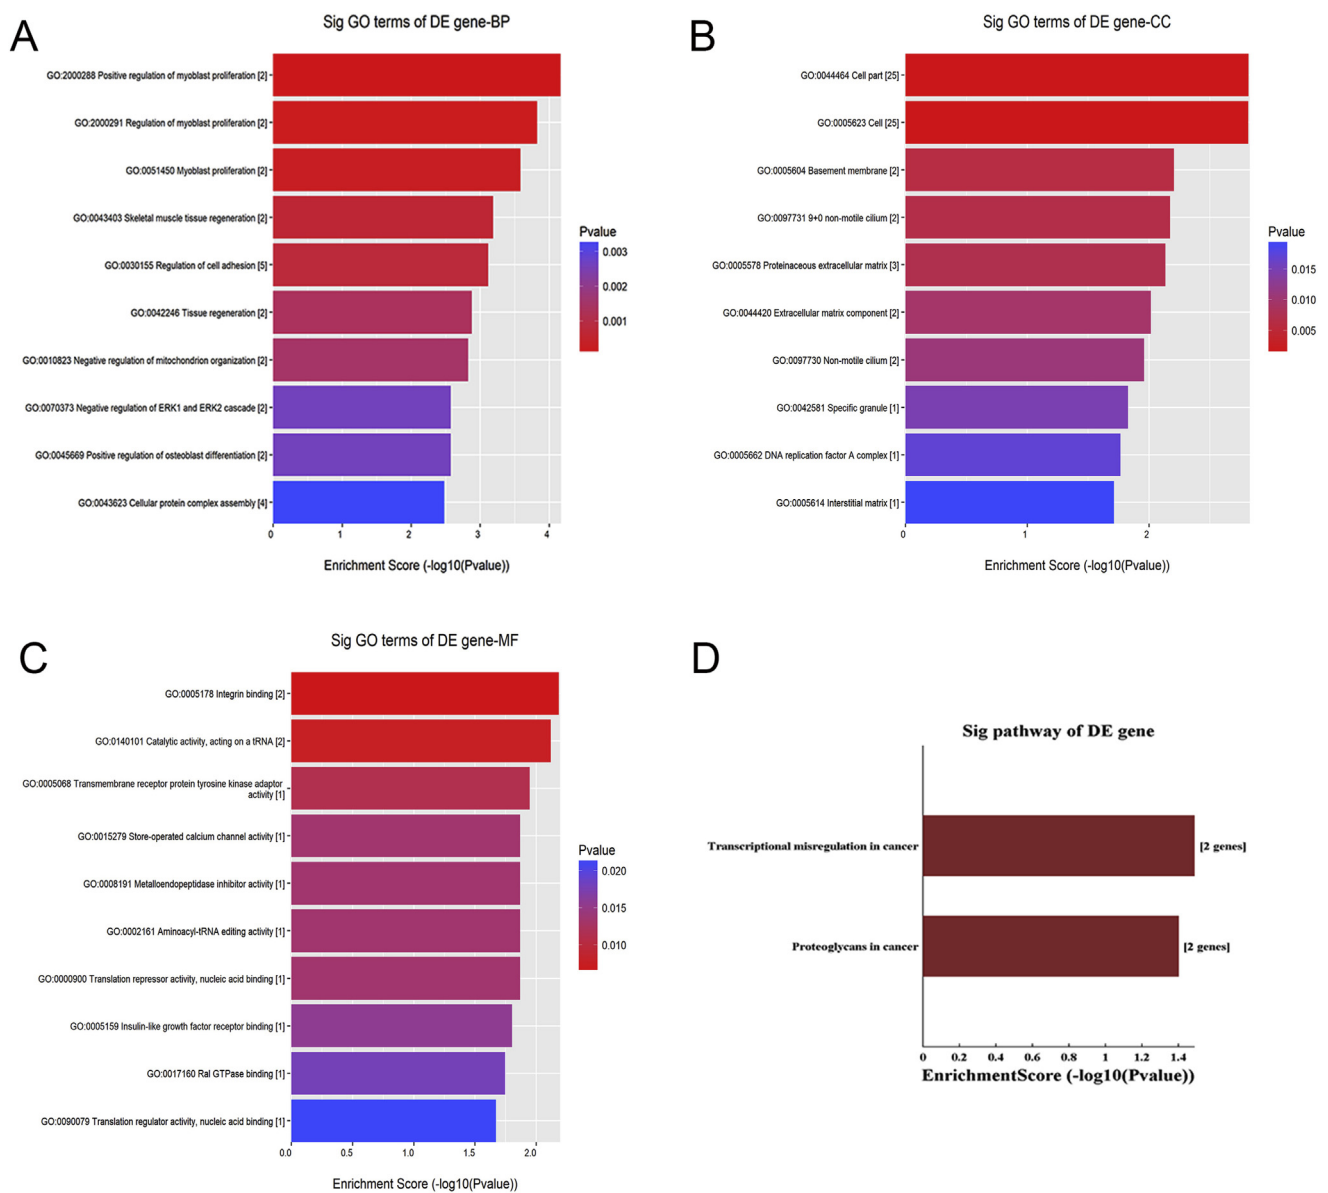 A
Sig GO terms of DE gene-BP
GO:2000288 Positive regulation of myoblast proliferation [2]
GO:2000291 Regulation of myoblast proliferation [2]
GO:0051450 Myoblast proliferation [2]
GO:0043403 Skeletal muscle tissue regeneration [2]
GO:0030155 Regulation of cell adhesion [5]
GO:0042246 Tissue regeneration [2]
GO:0010823 Negative regulation of mitochondrion organization [2]
GO:0070373 Negative regulation of ERK1 and ERK2 cascade [2]
GO:0045669 Positive regulation of osteoblast differentiation [2]
GO:0043623 Cellular protein complex assembly [4]
0 1 2 3 4
Enrichment Score (-log10(Pvalue))
Pvalue
0.003
0.002
0.001
B
Sig GO terms of DE gene-CC
GO:0044464 Cell part [25]
GO:0005623 Cell [25]
GO:0005604 Basement membrane [2]
GO:0097731 9+0 non-motile cilium [2]
GO:0005578 Proteinaceous extracellular matrix [3]
GO:0044420 Extracellular matrix component [2]
GO:0097730 Non-motile cilium [2]
GO:0042581 Specific granule [1]
GO:0005662 DNA replication factor A complex [1]
GO:0005614 Interstitial matrix [1]
0 1 2
Enrichment Score (-log10(Pvalue))
Pvalue
0.015
0.010
0.005
C
Sig GO terms of DE gene-MF
GO:0005178 Integrin binding [2]
GO:0140101 Catalytic activity, acting on a tRNA [2]
GO:0005068 Transmembrane receptor protein tyrosine kinase adaptor
activity [1]
GO:0015279 Store-operated calcium channel activity [1]
GO:0008191 Metalloendopeptidase inhibitor activity [1]
GO:0002161 Aminoacyl-tRNA editing activity [1]
GO:0000900 Translation repressor activity, nucleic acid binding [1]
GO:0005159 Insulin-like growth factor receptor binding [1]
GO:0017160 Ral GTPase binding [1]
GO:0090079 Translation regulator activity, nucleic acid binding [1]
0.0 0.5 1.0 1.5 2.0
Enrichment Score (-log10(Pvalue))
Pvalue
0.020
0.015
0.010
D
Sig pathway of DE gene
Transcriptional misregulation in cancer
[2 genes]
Proteoglycans in cancer
[2 genes]
0 0.2 0.4 0.6 0.8 1 1.2 1.4
EnrichmentScore (-log10(Pvalue))